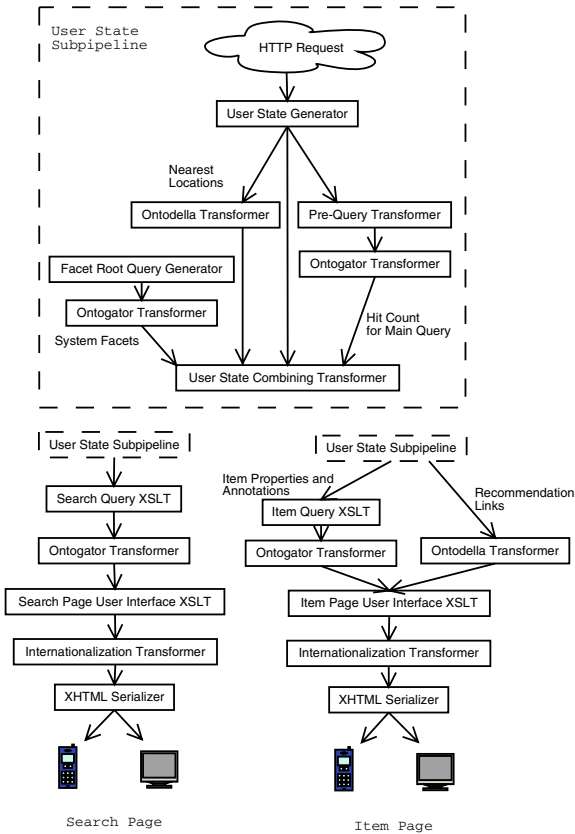 User State
Subpipeline
HTTP Request
User State Generator
Nearest
Locations
Ontodella Transformer
Pre-Query Transformer
Facet Root Query Generator
Ontogator Transformer
Ontogator Transformer
System Facets
Hit Count
for Main Query
User State Combining Transformer
User State Subpipeline
Search Query XSLT
Ontogator Transformer
Search Page User Interface XSLT
Internationalization Transformer
XHTML Serializer
Search Page
User State Subpipeline
Item Properties and
Annotations
Item Query XSLT
Recommendation
Links
Ontogator Transformer
Ontodella Transformer
Item Page User Interface XSLT
Internationalization Transformer
XHTML Serializer
Item Page